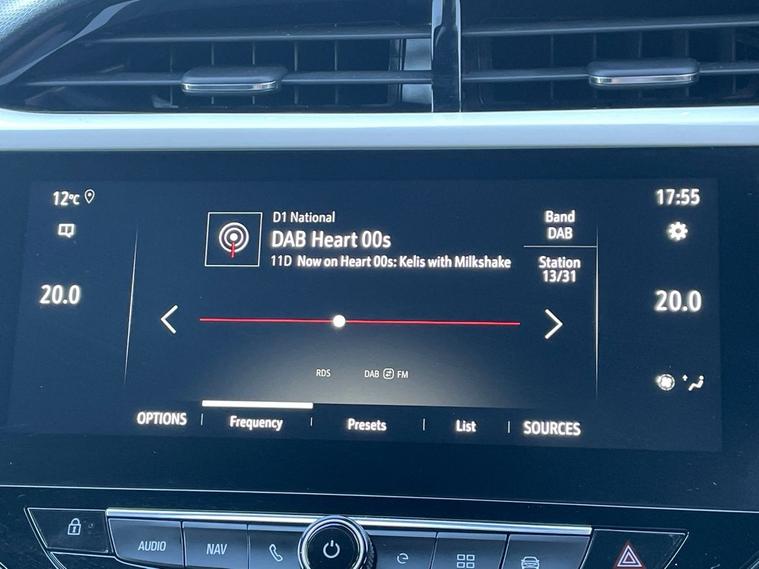 12°C
17:55
D1 National
DAB Heart 00s
11D Now on Heart 00s: Kelis with Milkshake
Band
DAB
Station
13/31
20.0
20.0
RDS
DAB FM
OPTIONS
Frequency
Presets
List
SOURCES
AUDIO
NAV